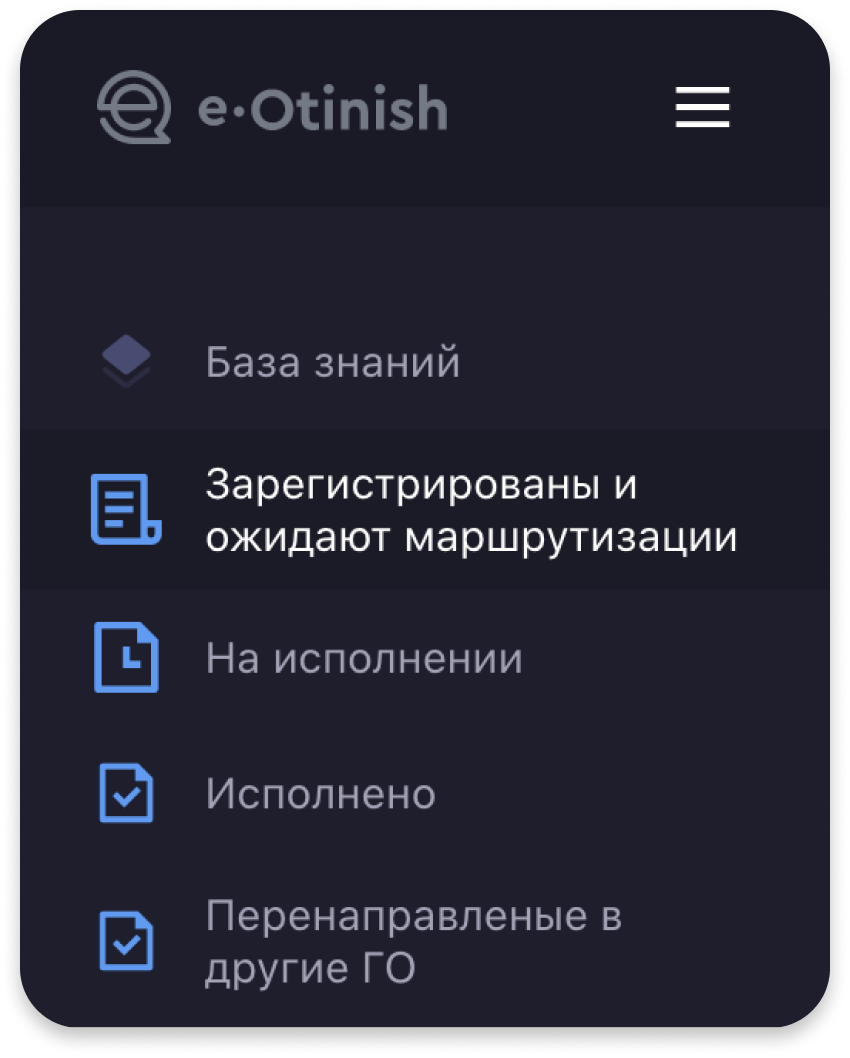 e·Otinish
База знаний
Зарегистрированы и
ожидают маршрутизации
На исполнении
Исполнено
Перенаправленые в
другие ГО